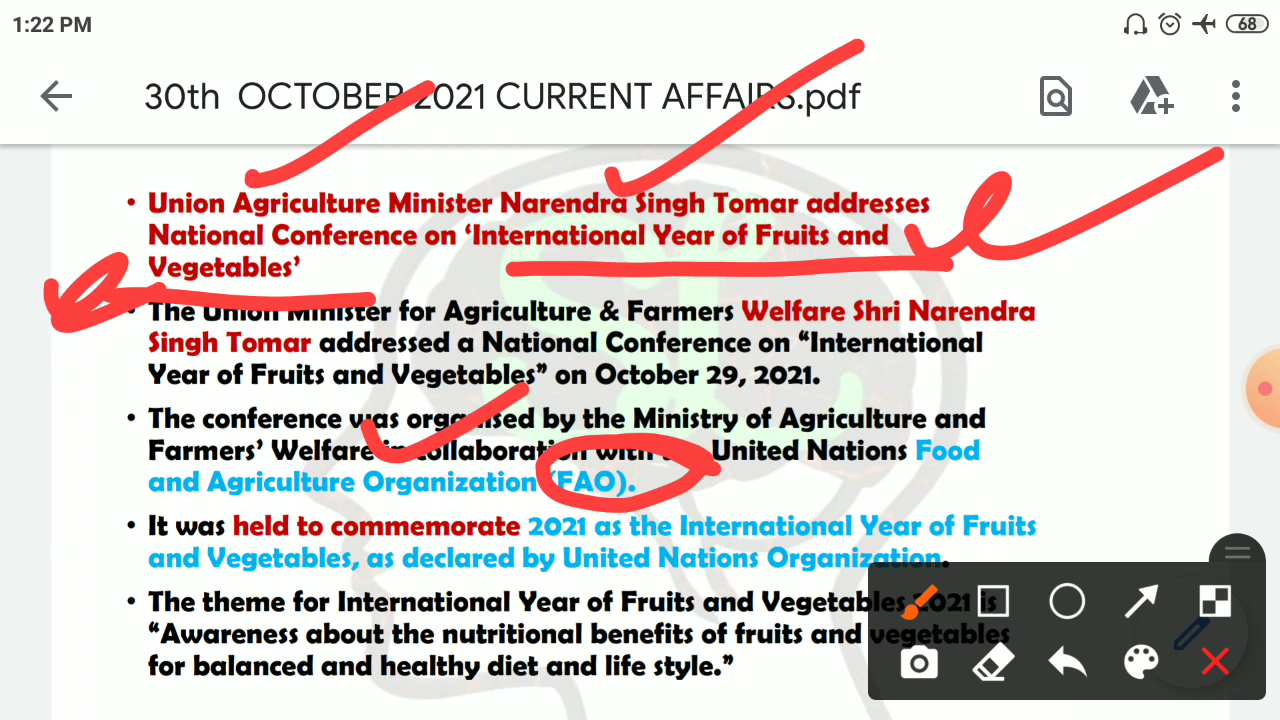 1:22 PM
68
30th OCTOBER 2021 CURRENT AFFAIRS.pdf
• Union Agriculture Minister Narendra Singh Tomar addresses
National Conference on ‘International Year of Fruits and
Vegetables’
• The Union Minister for Agriculture & Farmers Welfare Shri Narendra
Singh Tomar addressed a National Conference on “International
Year of Fruits and Vegetables” on October 29, 2021.
• The conference was organised by the Ministry of Agriculture and
Farmers’ Welfare in collaboration with United Nations Food
and Agriculture Organization (FAO).
• It was held to commemorate 2021 as the International Year of Fruits
and Vegetables, as declared by United Nations Organization.
• The theme for International Year of Fruits and Vegetables 2021 is
“Awareness about the nutritional benefits of fruits and vegetables
for balanced and healthy diet and life style.”